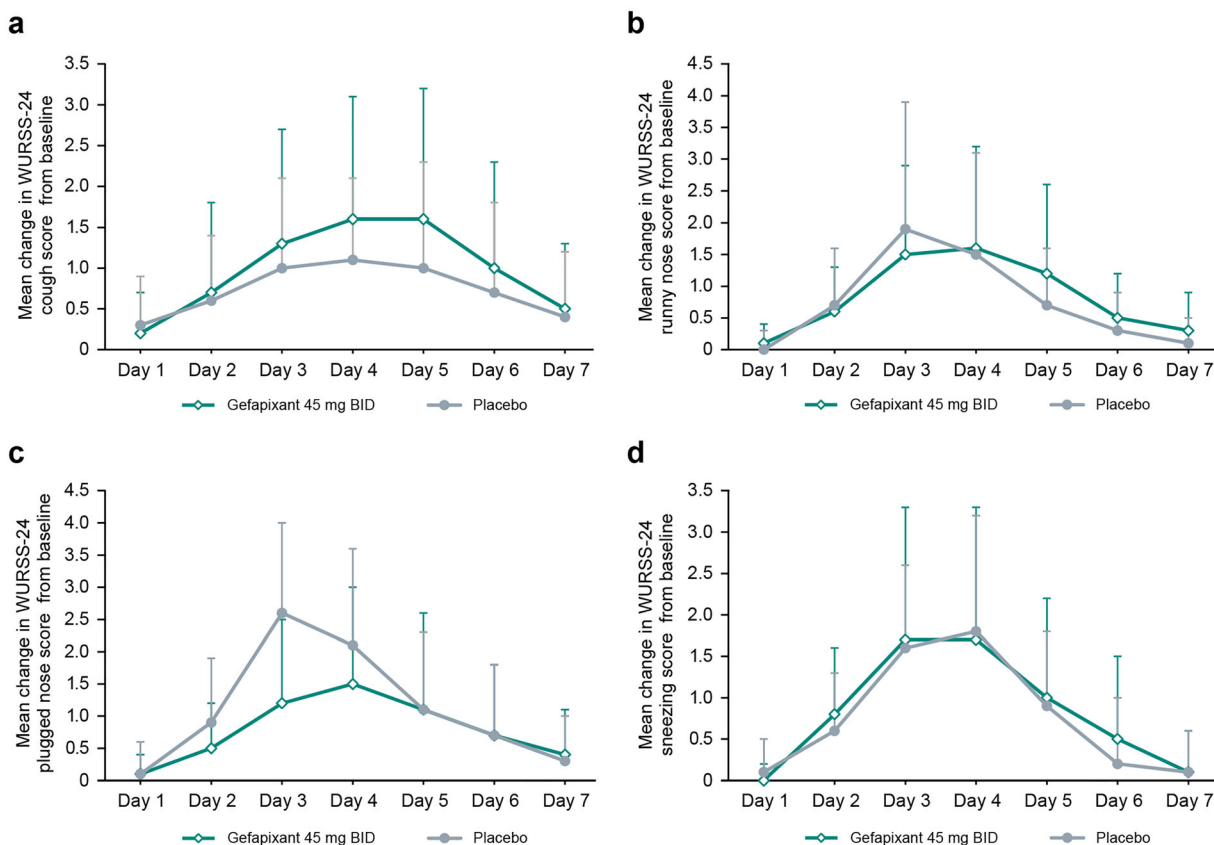 a
Mean change in WURSS-24
cough score from baseline
3.5
3.0
2.5
2.0
1.5
1.0
0.5
0
Day 1 Day 2 Day 3 Day 4 Day 5 Day 6 Day 7
Gefapixant 45 mg BID Placebo
b
Mean change in WURSS-24
runny nose score from baseline
4.5
4.0
3.5
3.0
2.5
2.0
1.5
1.0
0.5
0
Day 1 Day 2 Day 3 Day 4 Day 5 Day 6 Day 7
Gefapixant 45 mg BID Placebo
c
Mean change in WURSS-24
plugged nose score from baseline
4.5
4.0
3.5
3.0
2.5
2.0
1.5
1.0
0.5
0
Day 1 Day 2 Day 3 Day 4 Day 5 Day 6 Day 7
Gefapixant 45 mg BID Placebo
d
Mean change in WURSS-24
sneezing score from baseline
3.5
3.0
2.5
2.0
1.5
1.0
0.5
0
Day 1 Day 2 Day 3 Day 4 Day 5 Day 6 Day 7
Gefapixant 45 mg BID Placebo